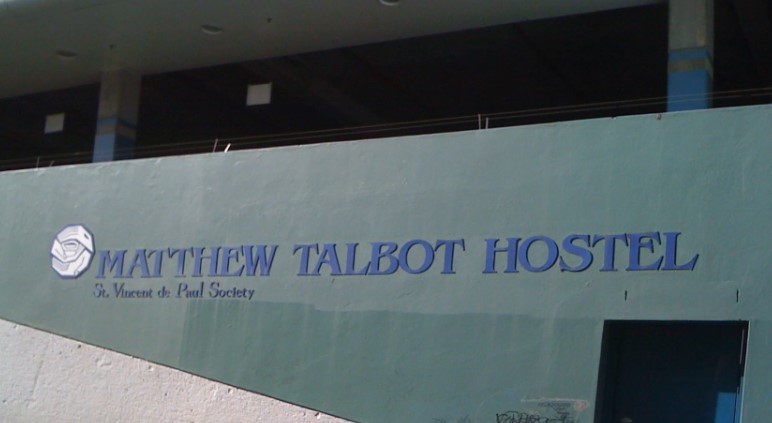 MATTHEW TALBOT HOSTEL
St. Vincent de Paul Society